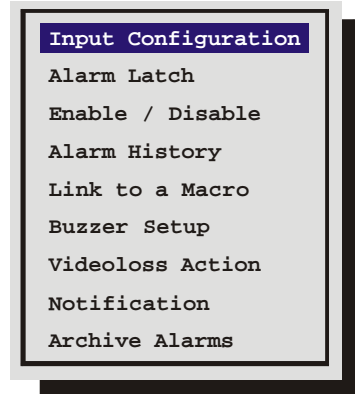 Input Configuration
Alarm Latch
Enable / Disable
Alarm History
Link to a Macro
Buzzer Setup
Videoloss Action
Notification
Archive Alarms